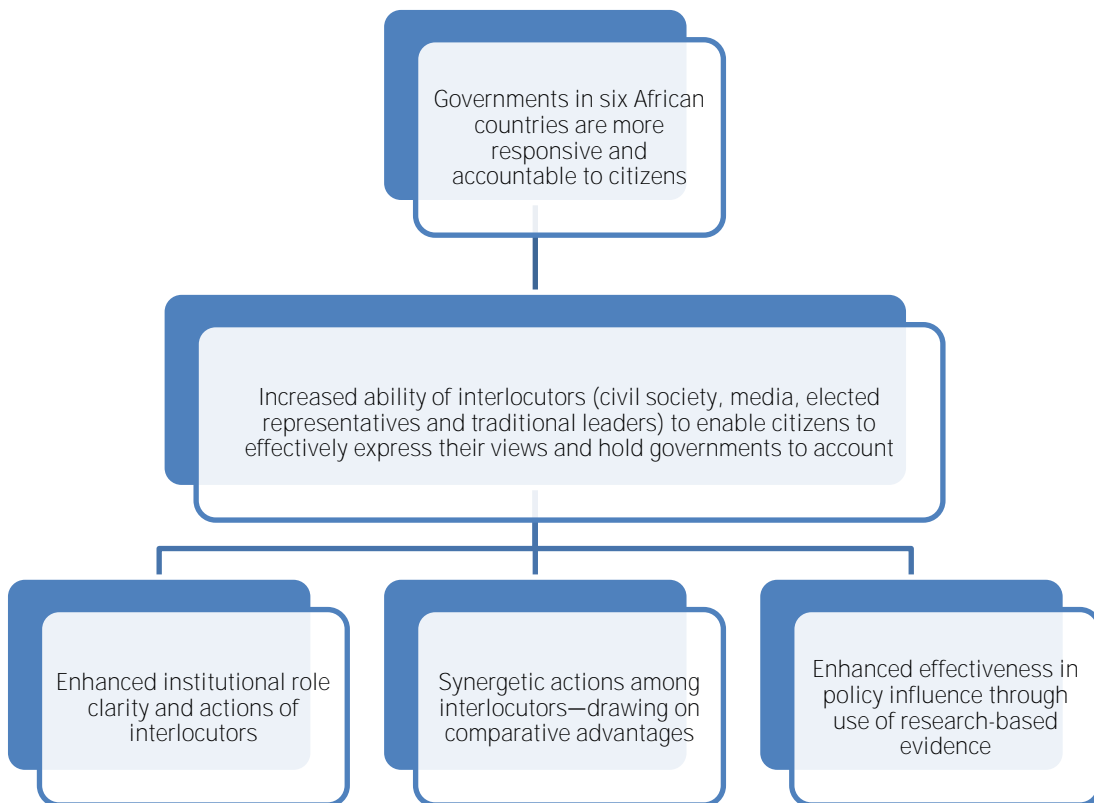 Governments in six African
countries are more
responsive and
accountable to citizens
Increased ability of interlocutors (civil society, media, elected
representatives and traditional leaders) to enable citizens to
effectively express their views and hold governments to account
Enhanced institutional role
clarity and actions of
interlocutors
Synergetic actions among
interlocutors—drawing on
comparative advantages
Enhanced effectiveness in
policy influence through
use of research-based
evidence